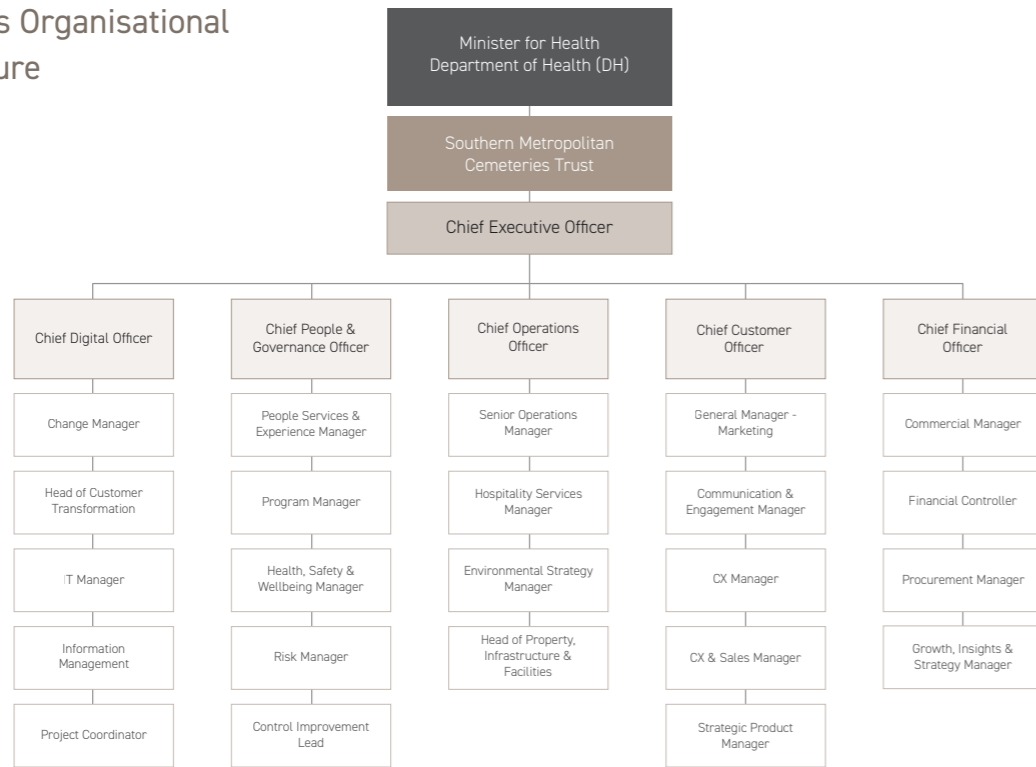 s Organisational
ure
Minister for Health
Department of Health (DH)
Southern Metropolitan
Cemeteries Trust
Chief Executive Officer
Chief Digital Officer
Change Manager
Head of Customer
Transformation
IT Manager
Information
Management
Project Coordinator
Chief People &
Governance Officer
People Services &
Experience Manager
Program Manager
Health, Safety &
Wellbeing Manager
Risk Manager
Control Improvement
Lead
Chief Operations
Officer
Senior Operations
Manager
Hospitality Services
Manager
Environmental Strategy
Manager
Head of Property,
Infrastructure &
Facilities
Chief Customer
Officer
General Manager -
Marketing
Communication &
Engagement Manager
CX Manager
CX & Sales Manager
Strategic Product
Manager
Chief Financial
Officer
Commercial Manager
Financial Controller
Procurement Manager
Growth, Insights &
Strategy Manager